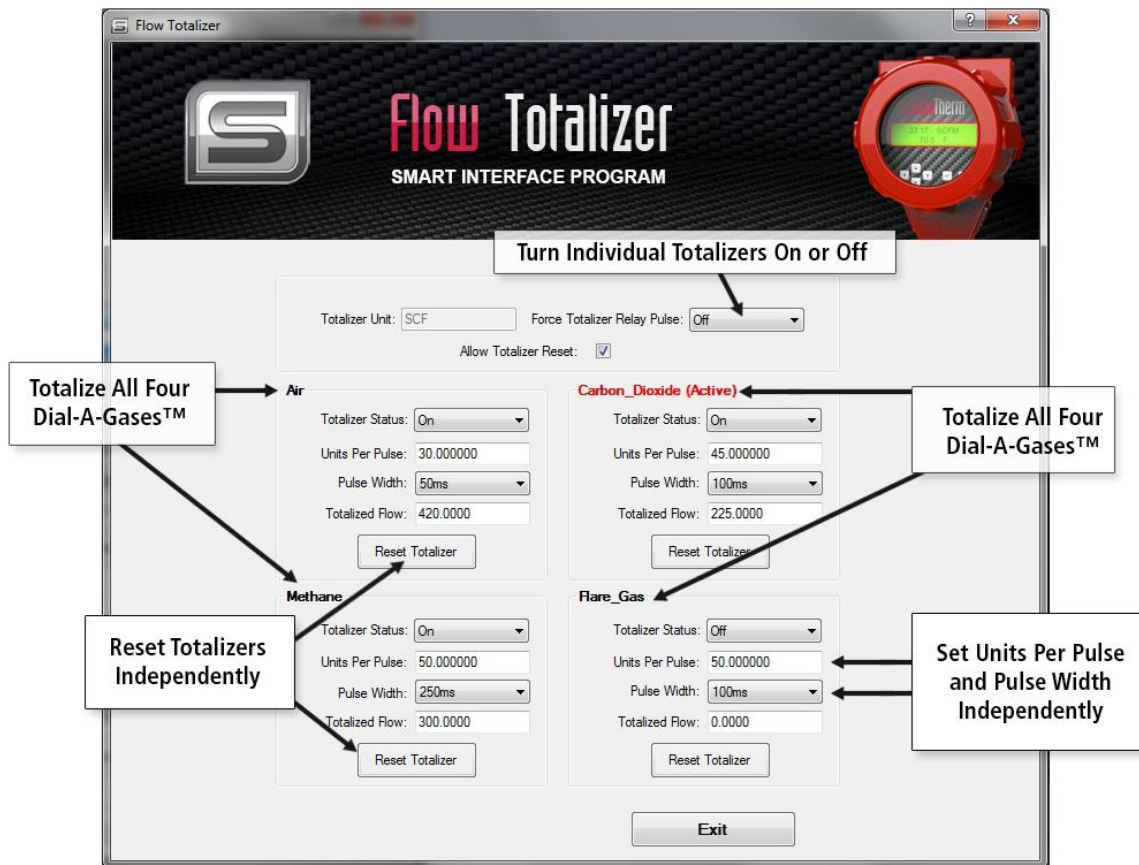 Flow Totalizer
Flow Totalizer
SMART INTERFACE PROGRAM
Therm
33.17 SCFM
70.5 F
Turn Individual Totalizers On or Off
Totalizer Unit: SCF Force Totalizer Relay Pulse: Off
Allow Totalizer Reset:
Totalize All Four
Dial-A-Gases™
Air
Totalizer Status: On
Units Per Pulse: 30.000000
Pulse Width: 50ms
Totalized Flow: 420.0000
Reset Totalizer
Carbon_Dioxide (Active)
Totalizer Status: On
Units Per Pulse: 45.000000
Pulse Width: 100ms
Totalized Flow: 225.0000
Reset Totalizer
Totalize All Four
Dial-A-Gases™
Methane
Totalizer Status: On
Units Per Pulse: 50.000000
Pulse Width: 250ms
Totalized Flow: 300.0000
Reset Totalizer
Reset Totalizers
Independently
Flare_Gas
Totalizer Status: Off
Units Per Pulse: 50.000000
Pulse Width: 100ms
Totalized Flow: 0.0000
Reset Totalizer
Set Units Per Pulse
and Pulse Width
Independently
Exit